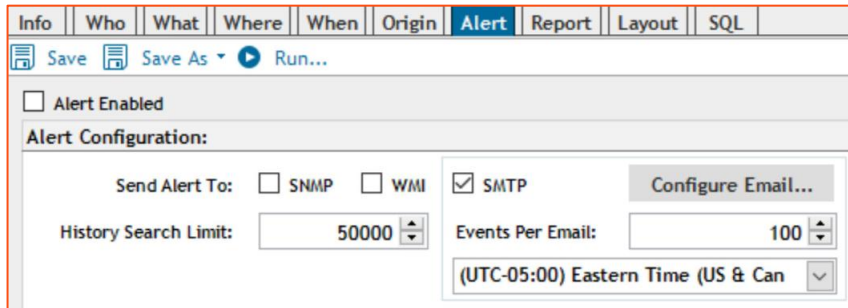 Info Who What Where When Origin Alert Report Layout SQL
Save Save As Run...
Alert Enabled
Alert Configuration:
Send Alert To: SNMP WMI SMTP Configure Email...
History Search Limit: 50000 Events Per Email: 100
(UTC-05:00) Eastern Time (US & Can